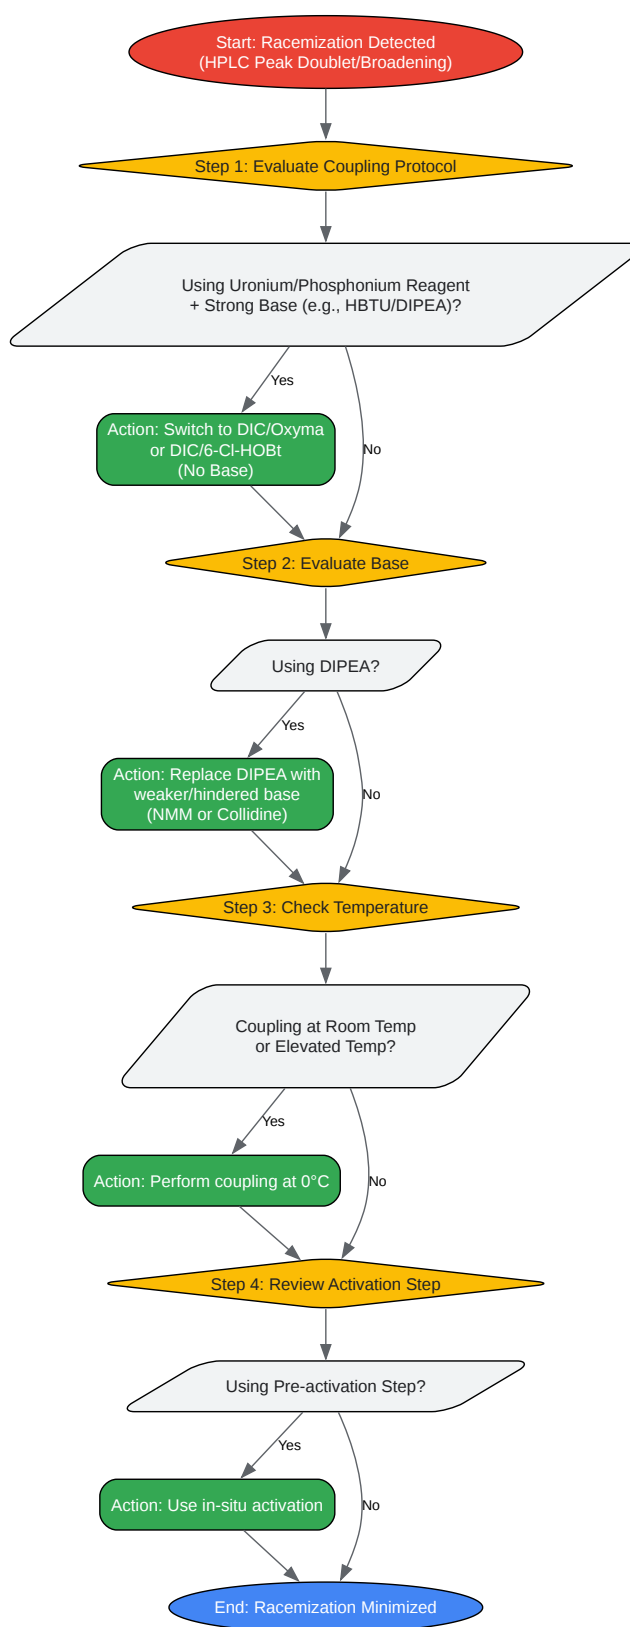 Start: Racemization Detected
(HPLC Peak Doublet/Broadening)
Step 1: Evaluate Coupling Protocol
Using Uronium/Phosphonium Reagent
+ Strong Base (e.g., HBTU/DIPEA)?
Yes
Action: Switch to DIC/Oxyma
or DIC/6-Cl-HOBt
(No Base)
No
Step 2: Evaluate Base
Using DIPEA?
Yes
Action: Replace DIPEA with
weaker/hindered base
(NMM or Collidine)
No
Step 3: Check Temperature
Coupling at Room Temp
or Elevated Temp?
Yes
Action: Perform coupling at 0°C
No
Step 4: Review Activation Step
Using Pre-activation Step?
Yes
Action: Use in-situ activation
No
End: Racemization Minimized